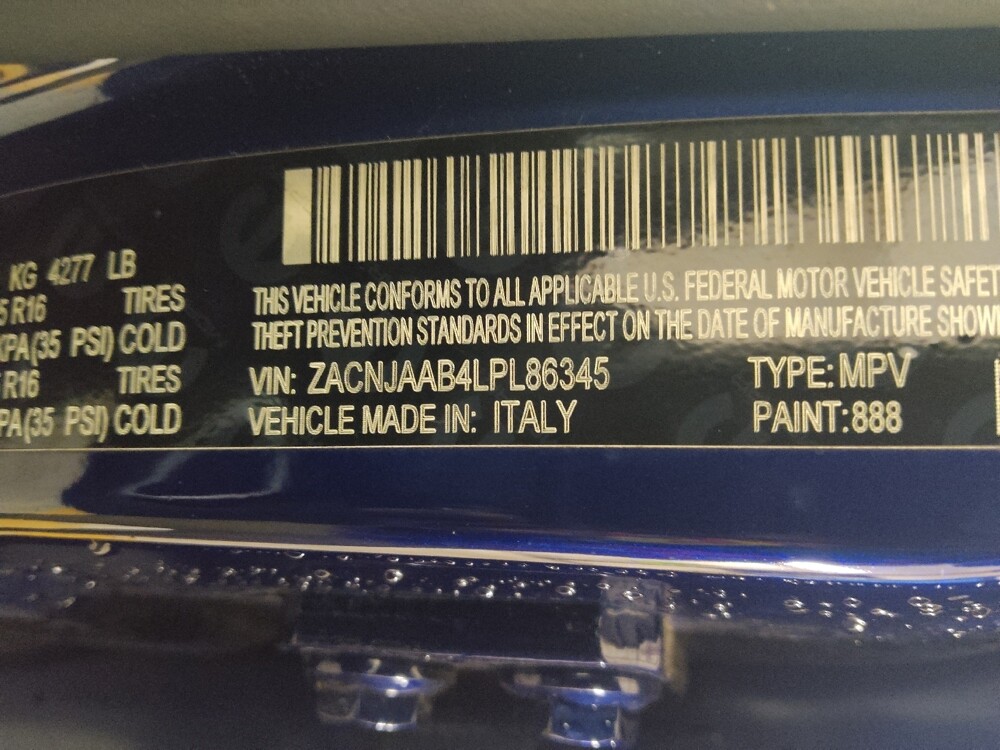 KG 4277 LB
5 R16 TIRES
KPA(35 PSI) COLD
R16 TIRES
PA(35 PSI) COLD
THIS VEHICLE CONFORMS TO ALL APPLICABLE U.S. FEDERAL MOTOR VEHICLE SAFETY
THEFT PREVENTION STANDARDS IN EFFECT ON THE DATE OF MANUFACTURE SHOW
VIN: ZACNJAAB4LPL86345 TYPE: MPV
VEHICLE MADE IN: ITALY PAINT:888